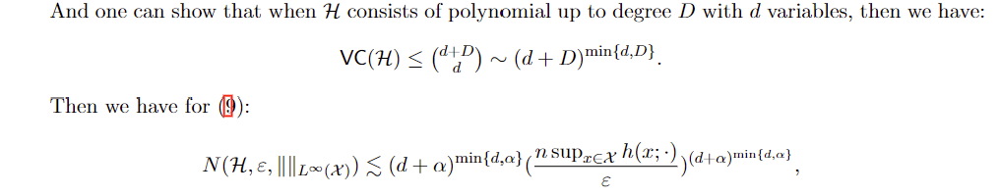 And one can show that when $\mathcal{H}$ consists of polynomial up to degree $D$ with $d$ variables, then we have:
$$\mathsf{VC}(\mathcal{H}) \leq \binom{d+D}{d} \sim (d+D)^{\min\{d,D\}}.$$
Then we have for (9):
$$N(\mathcal{H}, \varepsilon, \|\|_{L^\infty(\mathcal{X})}) \lesssim (d+\alpha)^{\min\{d,\alpha\}} (\frac{n \sup_{x \in \mathcal{X}} h(x;\cdot)}{\varepsilon})^{(d+\alpha)^{\min\{d,\alpha\}}},$$